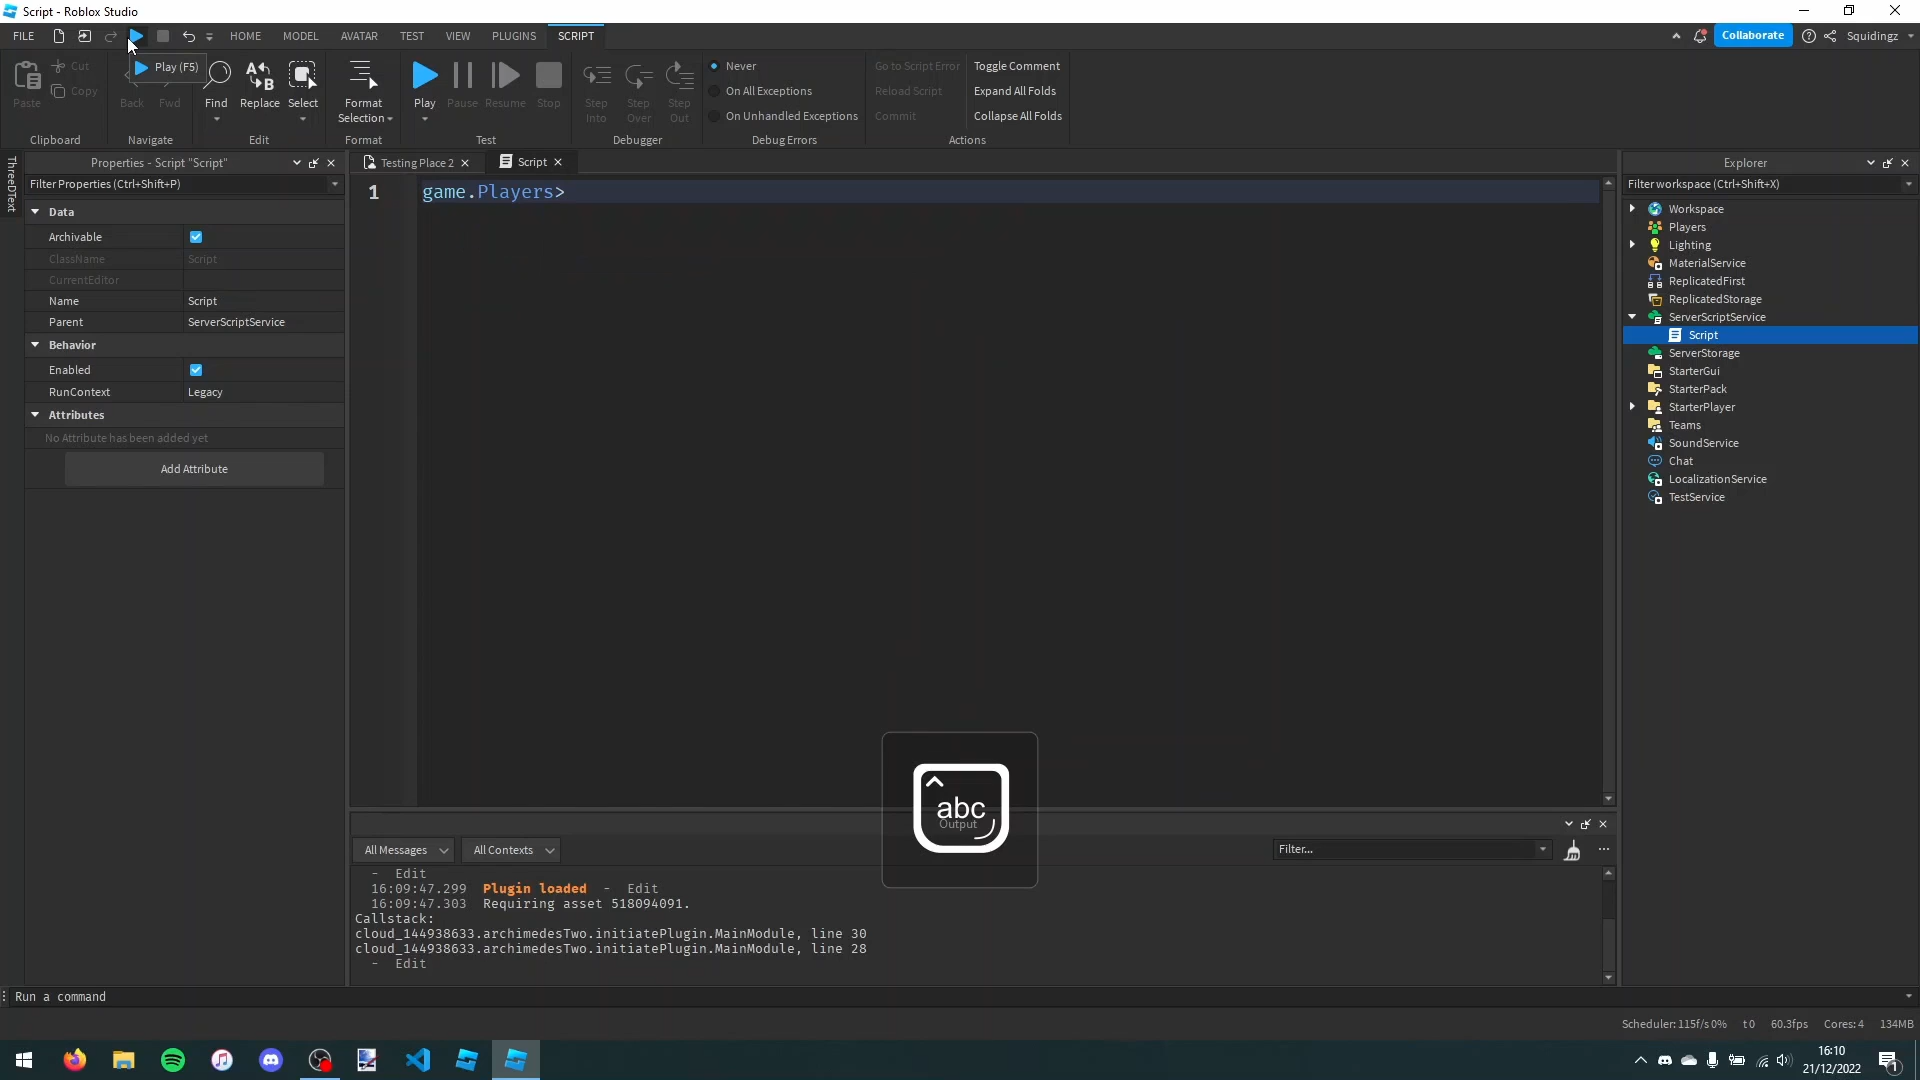 Script - Roblox Studio
FILE
HOME
MODEL
AVATAR
TEST
VIEW
PLUGINS
SCRIPT
Collaborate
Squidingz
Play (F5)
Paste
Cut
Copy
Clipboard
Back
Fwd
Navigate
Find
Replace
Select
Edit
Format
Selection
Format
Play
Pause
Resume
Stop
Test
Step
Into
Step
Over
Step
Out
Debugger
Never
On All Exceptions
On Unhandled Exceptions
Debug Errors
Go to Script Error
Reload Script
Commit
Toggle Comment
Expand All Folds
Collapse All Folds
Actions
ThreeDText
Properties - Script "Script"
Filter Properties (Ctrl+Shift+P)
Data
Archivable
ClassName Script
CurrentEditor
Name Script
Parent ServerScriptService
Behavior
Enabled
RunContext Legacy
Attributes
No Attribute has been added yet
Add Attribute
Testing Place 2
Script
1 game.Players>
abc
Output
All Messages
All Contexts
Filter...
- Edit
16:09:47.299 Plugin loaded - Edit
16:09:47.303 Requiring asset 518094091.
Callstack:
cloud_144938633.archimedesTwo.initiatePlugin.MainModule, line 30
cloud_144938633.archimedesTwo.initiatePlugin.MainModule, line 28
- Edit
Explorer
Filter workspace (Ctrl+Shift+X)
Workspace
Players
Lighting
MaterialService
ReplicatedFirst
ReplicatedStorage
ServerScriptService
Script
ServerStorage
StarterGui
StarterPack
StarterPlayer
Teams
SoundService
Chat
LocalizationService
TestService
Run a command
Scheduler: 115f/s 0% t 0 60.3fps Cores: 4 134MB
16:10
21/12/2022
1